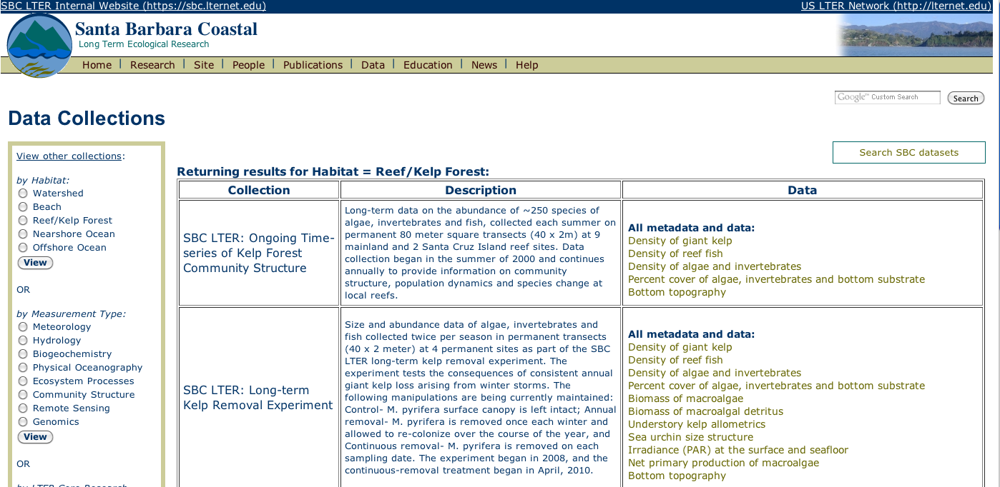 SBC LTER Internal Website (https://sbc.lternet.edu)
US LTER Network (http://lternet.edu)
Santa Barbara Coastal
Long Term Ecological Research
Home | Research | Site | People | Publications | Data | Education | News | Help
Google™ Custom Search
Search
Data Collections
View other collections:
by Habitat:
Watershed
Beach
Reef/Kelp Forest
Nearshore Ocean
Offshore Ocean
View
OR
by Measurement Type:
Meteorology
Hydrology
Biogeochemistry
Physical Oceanography
Ecosystem Processes
Community Structure
Remote Sensing
Genomics
View
OR
by LTER Core Research
Search SBC datasets
Returning results for Habitat = Reef/Kelp Forest:
Collection
Description
Data
SBC LTER: Ongoing Time-
series of Kelp Forest
Community Structure
Long-term data on the abundance of ~250 species of
algae, invertebrates and fish, collected each summer on
permanent 80 meter square transects (40 x 2m) at 9
mainland and 2 Santa Cruz Island reef sites. Data
collection began in the summer of 2000 and continues
annually to provide information on community
structure, population dynamics and species change at
local reefs.
All metadata and data:
Density of giant kelp
Density of reef fish
Density of algae and invertebrates
Percent cover of algae, invertebrates and bottom substrate
Bottom topography
SBC LTER: Long-term
Kelp Removal Experiment
Size and abundance data of algae, invertebrates and
fish collected twice per season in permanent transects
(40 x 2 meter) at 4 permanent sites as part of the SBC
LTER long-term kelp removal experiment. The
experiment tests the consequences of consistent annual
giant kelp loss arising from winter storms. The
following manipulations are being currently maintained:
Control- M. pyrifera surface canopy is left intact; Annual
removal- M. pyrifera is removed once each winter and
allowed to re-colonize over the course of the year, and
Continuous removal- M. pyrifera is removed on each
sampling date. The experiment began in 2008, and the
continuous-removal treatment began in April, 2010.
All metadata and data:
Density of giant kelp
Density of reef fish
Density of algae and invertebrates
Percent cover of algae, invertebrates and bottom substrate
Biomass of macroalgae
Biomass of macroalgal detritus
Understory kelp allometrics
Sea urchin size structure
Irradiance (PAR) at the surface and seafloor
Net primary production of macroalgae
Bottom topography